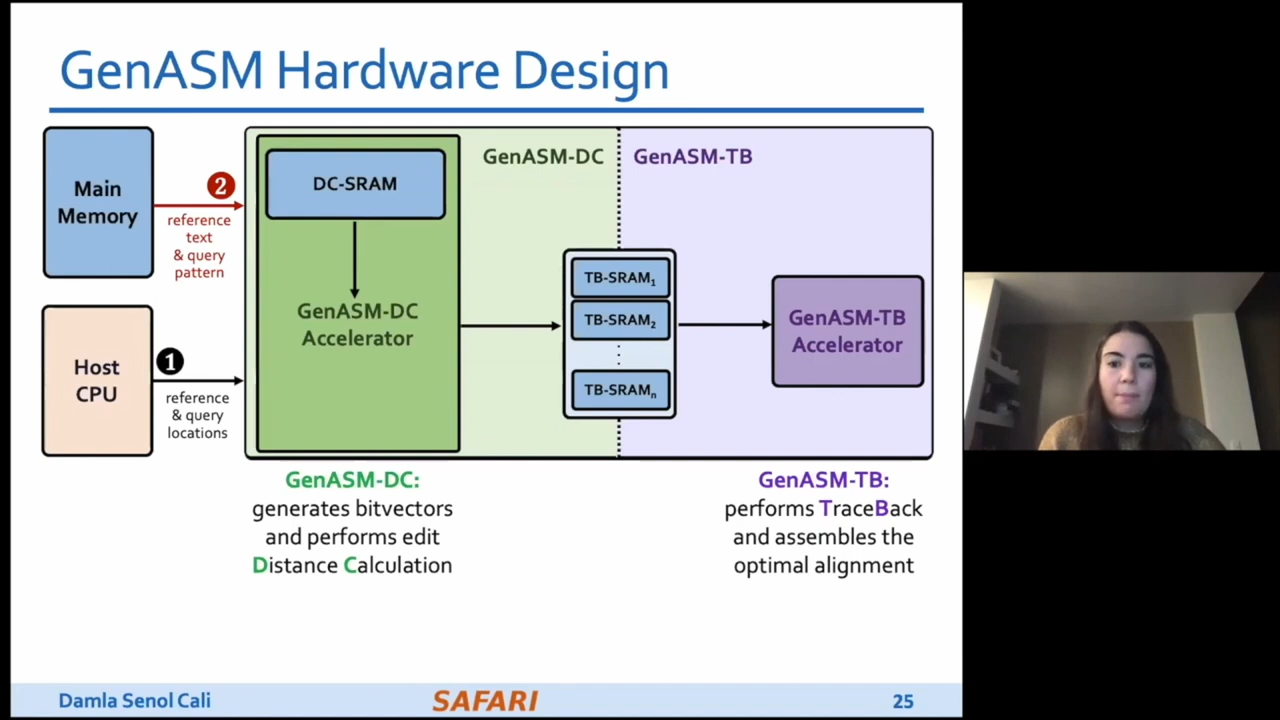 GenASM Hardware Design
Main
Memory
2
reference
text
& query
pattern
Host
CPU
1
reference
& query
locations
DC-SRAM
GenASM-DC
Accelerator
GenASM-DC
GenASM-TB
TB-SRAM1
TB-SRAM2
TB-SRAMn
GenASM-TB
Accelerator
GenASM-DC:
generates bitvectors
and performs edit
Distance Calculation
GenASM-TB:
performs TraceBack
and assembles the
optimal alignment
Damla Senol Cali
SAFARI
25